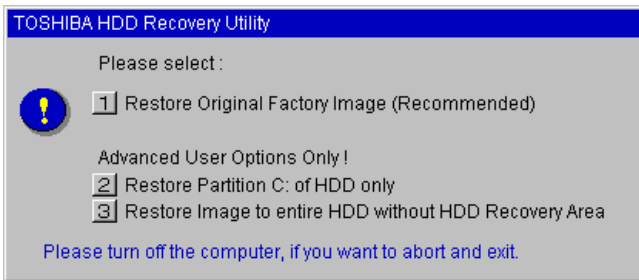 TOSHIBA HDD Recovery Utility
Please select :
1 Restore Original Factory Image (Recommended)
Advanced User Options Only !
2 Restore Partition C: of HDD only
3 Restore Image to entire HDD without HDD Recovery Area
Please turn off the computer, if you want to abort and exit.